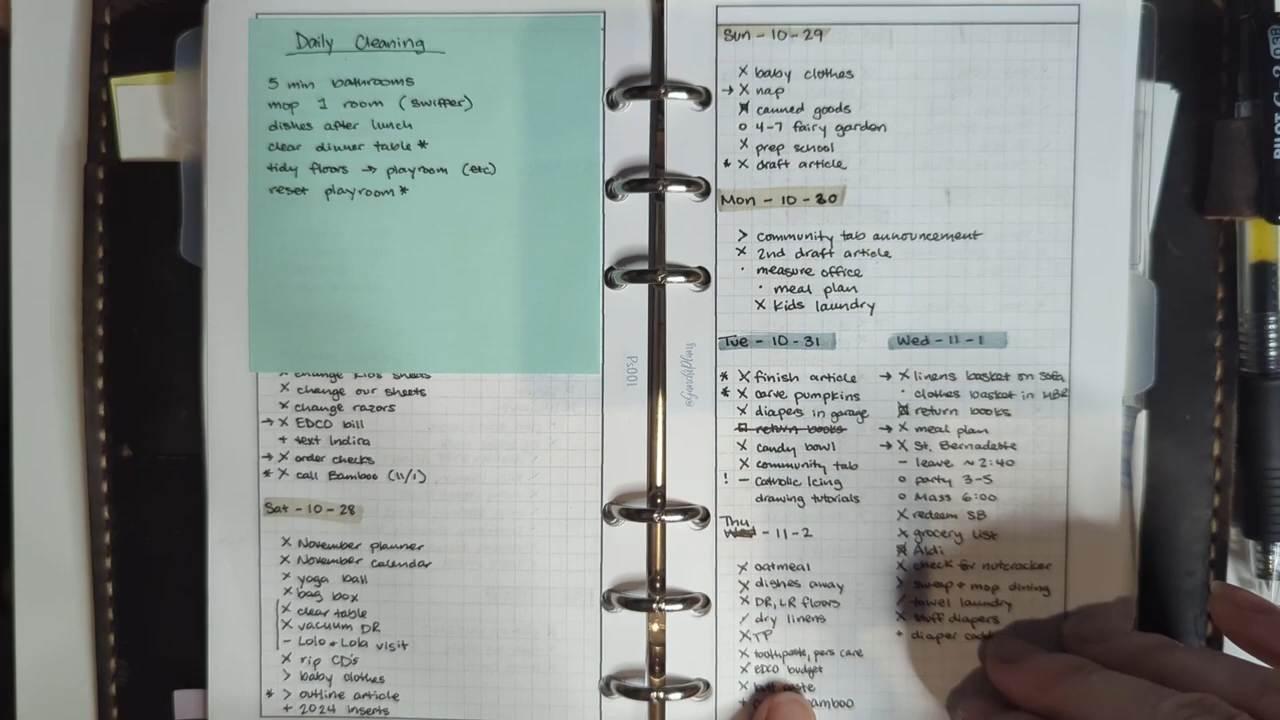 Daily Cleaning
5 min bathrooms
mop 1 room (swiffer)
dishes after lunch
clear dinner table *
tidy floors → playroom (etc)
reset playroom *
change kids sheets
X change our sheets
X change razors
→ X EDCO bill
+ text Indira
→ X order checks
* X call Bamboo (11/1)
Sat - 10 - 28
X November planner
X November calendar
X yoga ball
X bag box
X clear table
X vacuum DR
- Lolo + Lola visit
X rip CD's
> baby clothes
* > outline article
+ 2024 inserts
PS001
Sun - 10 - 29
X baby clothes
→ X nap
X canned goods
o 4-7 fairy garden
X prep school
* X draft article
Mon - 10 - 30
> community tab announcement
X 2nd draft article
· measure office
· meal plan
X kids laundry
Tue - 10 - 31
* X finish article
* X carve pumpkins
X diapers in garage
return books
X candy bowl
X community tab
! - Catholic Icing
drawing tutorials
Thu
Wed - 11 - 2
X oatmeal
X dishes away
X DR, LR floors
/ dry linens
X TP
X toothpaste, pers care
X EDCO budget
X
Wed - 11 - 1
→ X linens basket on sofa
· clothes basket in MBR
X return books
→ X meal plan
→ X St. Bernadette
- leave ~ 2:40
o party 3-5
o Mass 6:00
X redeem SB
X grocery list
X Aldi
X check for nutcracker
> sweep + mop dining
/ towel laundry
X stuff diapers
+ diaper